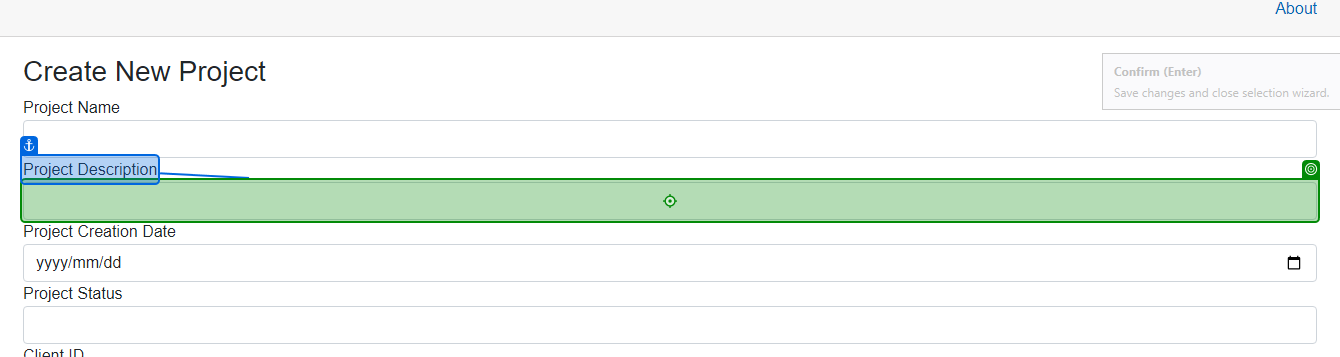 About
Create New Project
Confirm (Enter)
Save changes and close selection wizard.
Project Name
Project Description
Project Creation Date
yyyy/mm/dd
Project Status
Client ID